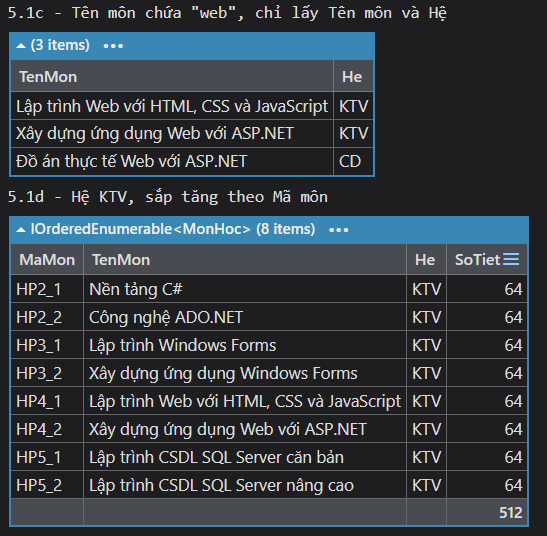 5.1c - Tên môn chứa "web", chỉ lấy Tên môn và Hệ
(3 items) •••
TenMon He
Lập trình Web với HTML, CSS và JavaScript KTV
Xây dựng ứng dụng Web với ASP.NET KTV
Đồ án thực tế Web với ASP.NET CD
5.1d - Hệ KTV, sắp tăng theo Mã môn
IOrderedEnumerable<MonHoc> (8 items) •••
MaMon TenMon He SoTiet
HP2_1 Nền tảng C# KTV 64
HP2_2 Công nghệ ADO.NET KTV 64
HP3_1 Lập trình Windows Forms KTV 64
HP3_2 Xây dựng ứng dụng Windows Forms KTV 64
HP4_1 Lập trình Web với HTML, CSS và JavaScript KTV 64
HP4_2 Xây dựng ứng dụng Web với ASP.NET KTV 64
HP5_1 Lập trình CSDL SQL Server căn bản KTV 64
HP5_2 Lập trình CSDL SQL Server nâng cao KTV 64
512